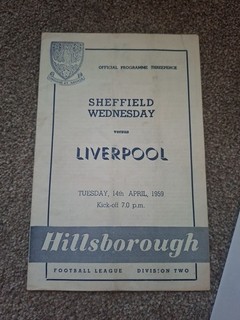 OFFICIAL PROGRAMME THREEPENCE
SHEFFIELD
WEDNESDAY
versus
LIVERPOOL
TUESDAY, 14th APRIL, 1959
Kick-off 7.0 p.m.
Hillsborough
FOOTBALL LEAGUE DIVISION TWO